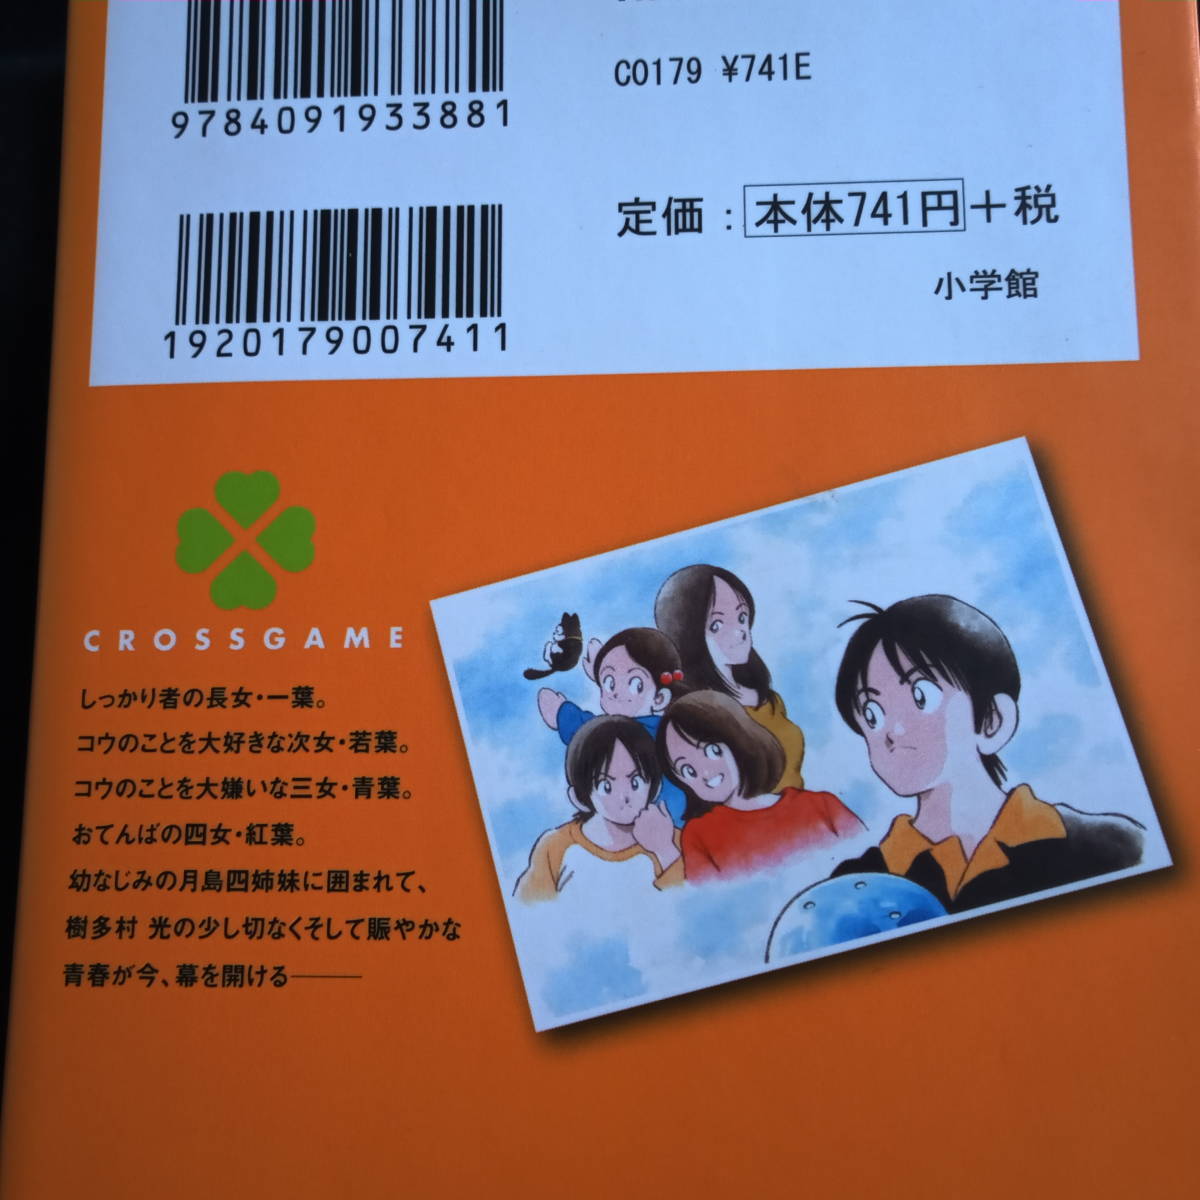 9784091933881
C0179 ¥741E
定価：本体741円＋税
小学館
1920179007411
CROSSGAME
しっかり者の長女・一葉。
コウのことを大好きな次女・若葉。
コウのことを大嫌いな三女・青葉。
おてんばの四女・紅葉。
幼なじみの月島四姉妹に囲まれて、
樹多村 光の少し切なくそして賑やかな
青春が今、幕を開ける――